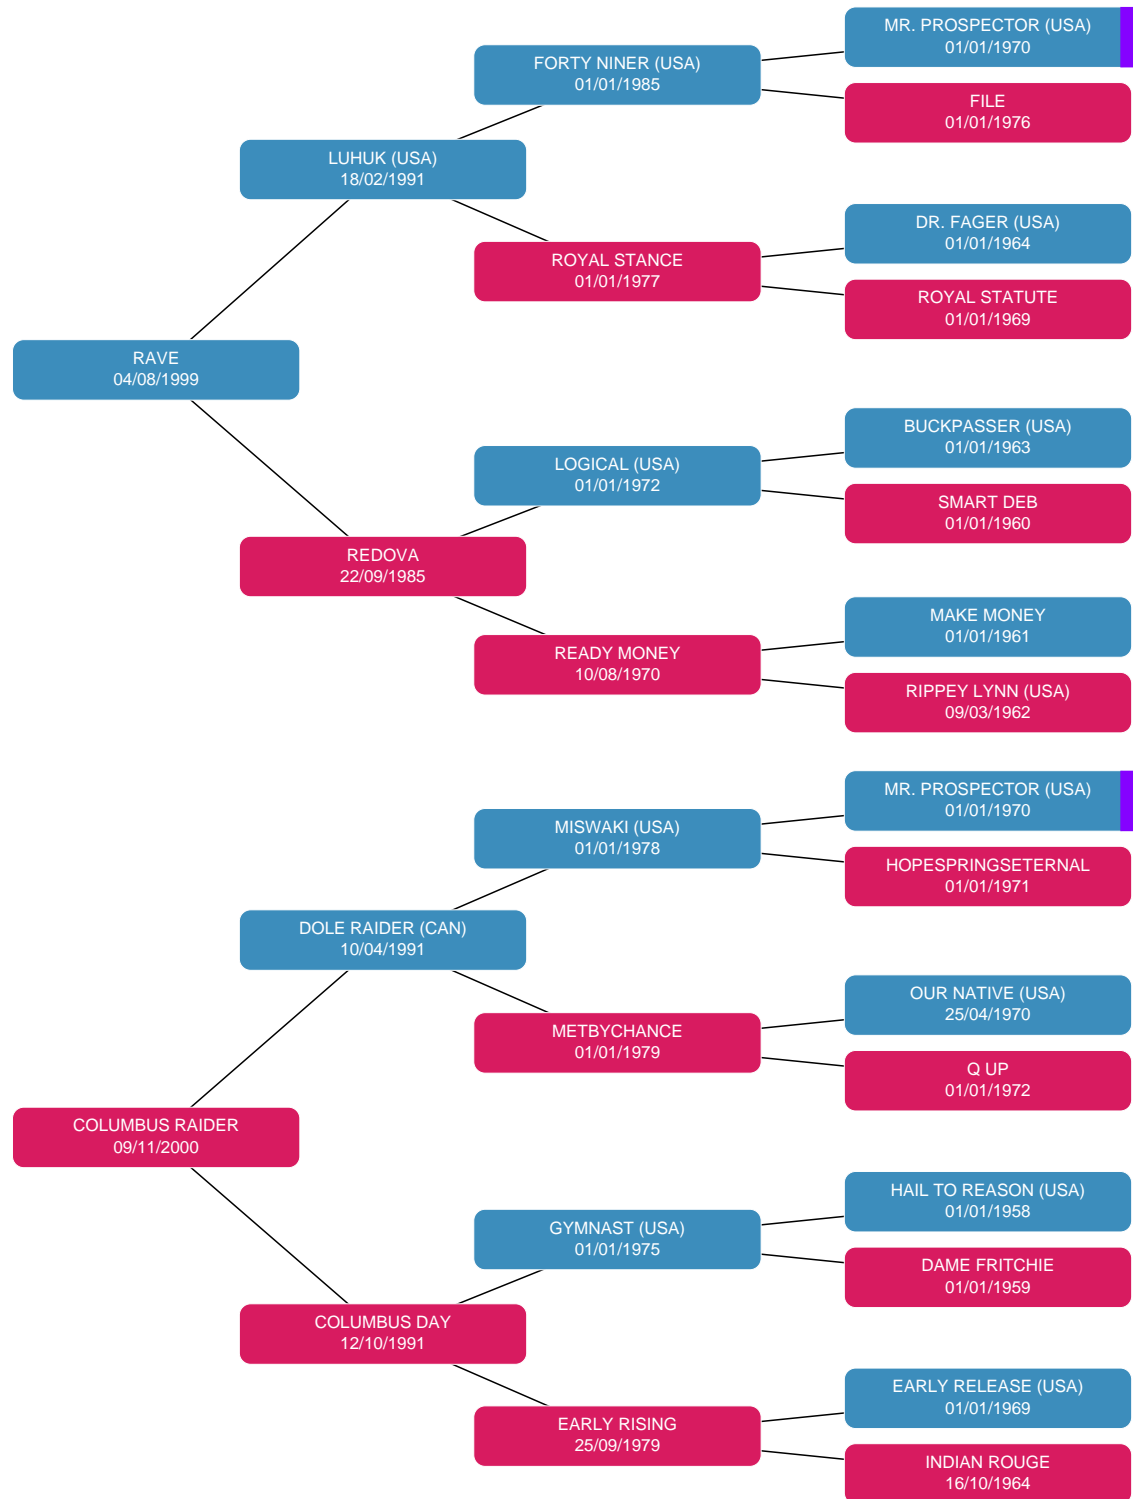 MR. PROSPECTOR (USA)
01/01/1970
FORTY NINER (USA)
01/01/1985
FILE
01/01/1976
LUHUK (USA)
18/02/1991
DR. FAGER (USA)
01/01/1964
ROYAL STANCE
01/01/1977
ROYAL STATUTE
01/01/1969
RAVE
04/08/1999
BUCKPASSER (USA)
01/01/1963
LOGICAL (USA)
01/01/1972
SMART DEB
01/01/1960
REDOVA
22/09/1985
MAKE MONEY
01/01/1961
READY MONEY
10/08/1970
RIPPEY LYNN (USA)
09/03/1962
MR. PROSPECTOR (USA)
01/01/1970
MISWAKI (USA)
01/01/1978
HOPESPRINGSETERNAL
01/01/1971
DOLE RAIDER (CAN)
10/04/1991
OUR NATIVE (USA)
25/04/1970
METBYCHANCE
01/01/1979
Q UP
01/01/1972
COLUMBUS RAIDER
09/11/2000
HAIL TO REASON (USA)
01/01/1958
GYMNAST (USA)
01/01/1975
DAME FRITCHIE
01/01/1959
COLUMBUS DAY
12/10/1991
EARLY RELEASE (USA)
01/01/1969
EARLY RISING
25/09/1979
INDIAN ROUGE
16/10/1964